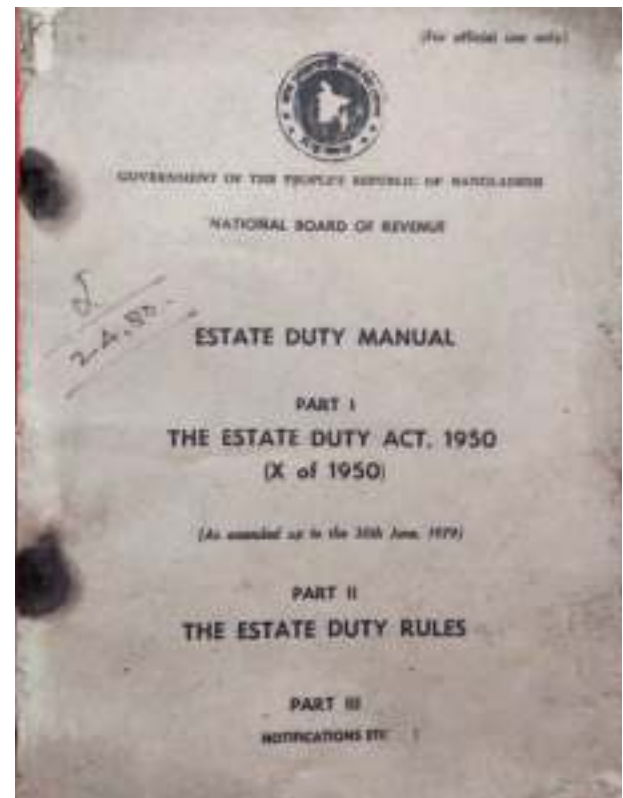 (For official use only)
GOVERNMENT OF THE PEOPLE'S REPUBLIC OF BANGLADESH
NATIONAL BOARD OF REVENUE
24.80.
ESTATE DUTY MANUAL
PART I
THE ESTATE DUTY ACT, 1950
(X of 1950)
(As amended up to the 30th June, 1979)
PART II
THE ESTATE DUTY RULES
PART III
NOTIFICATIONS ETC